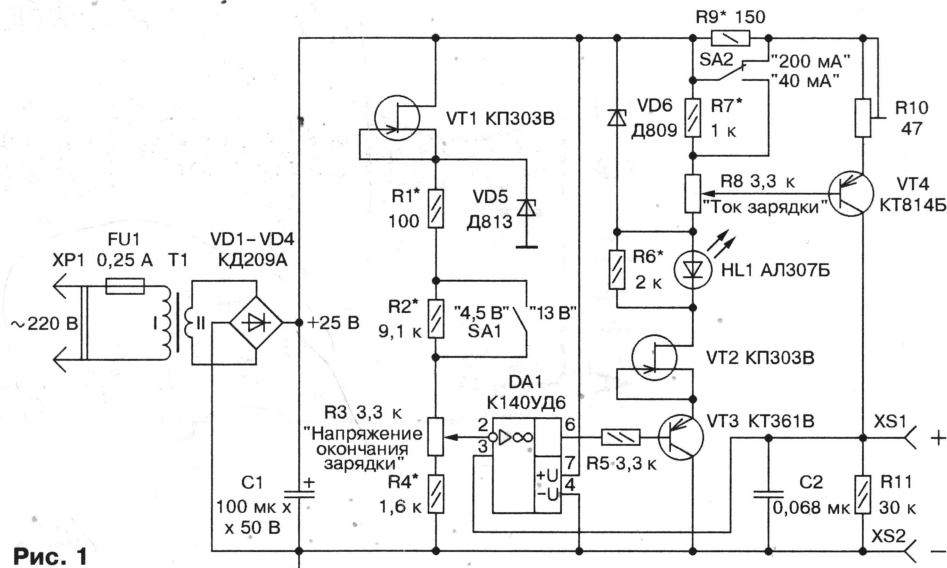 R9* 150
SA2
"200 мА"
"40 мА"
VT1 КП303В
VD6
Д809
R7*
1 к
R10
47
R1*
100
VD5
Д813
R8 3,3 к
"Ток зарядки"
VT4
КТ814Б
FU1
0,25 А
XP1
T1
VD1–VD4
КД209А
R6*
2 к
HL1 АЛ307Б
~220 В
I
II
+25 В
R2*
9,1 к
"4,5 В"
SA1
"13 В"
VT2 КП303В
DA1
К140УД6
R3 3,3 к
"Напряжение
окончания
зарядки"
2
3
▷∞
6
7
+U
4
−U
R5 3,3 к
VT3 КТ361В
XS1
+
C1
100 мк х
х 50 В
+
R4*
1,6 к
C2
0,068 мк
R11
30 к
XS2
−
Рис. 1